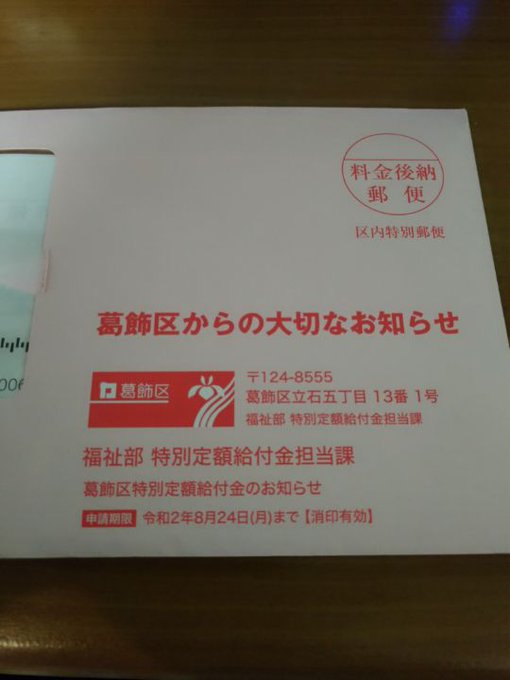 料金後納
郵便
区内特別郵便
葛飾区からの大切なお知らせ
葛飾区
〒124-8555
葛飾区立石五丁目 13番 1号
福祉部 特別定額給付金担当課
福祉部 特別定額給付金担当課
葛飾区特別定額給付金のお知らせ
申請期限 令和2年8月24日(月)まで【消印有効】
006